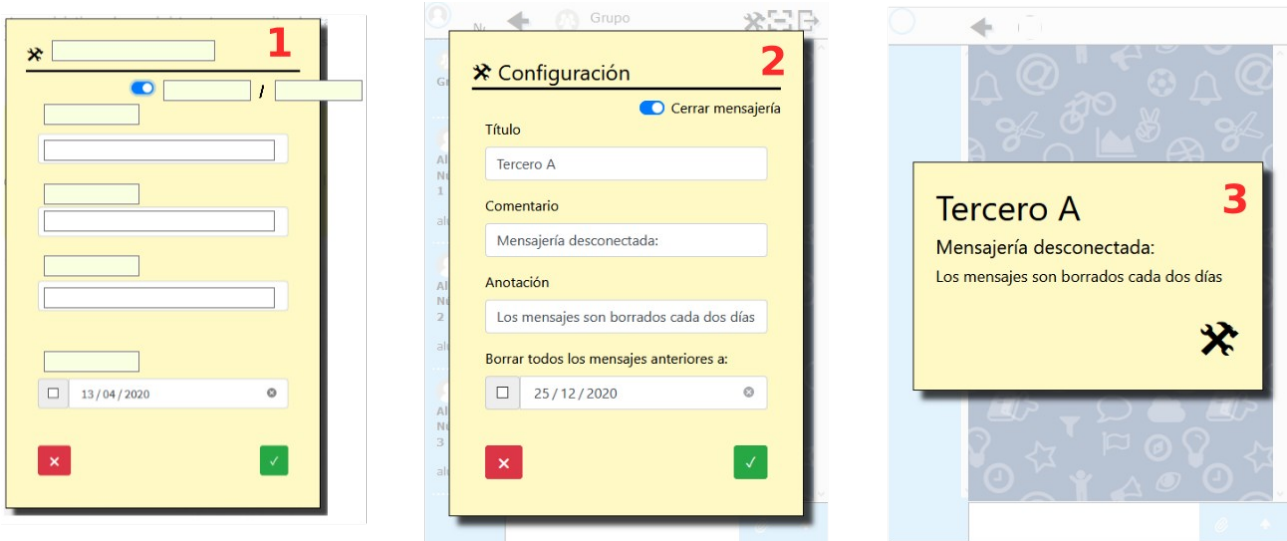 1
13 / 04 / 2020
Grupo
2
Configuración
Cerrar mensajería
Título
Tercero A
Comentario
Mensajería desconectada:
Anotación
Los mensajes son borrados cada dos días
Borrar todos los mensajes anteriores a:
25 / 12 / 2020
3
Tercero A
Mensajería desconectada:
Los mensajes son borrados cada dos días